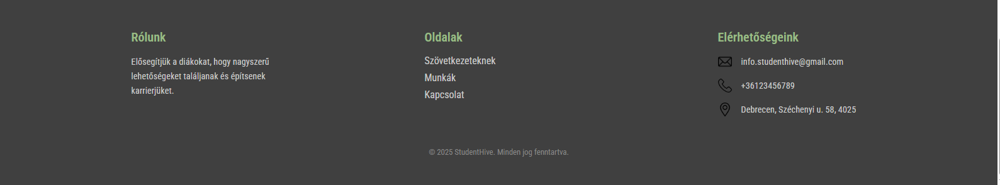 Rólunk
Elősegítjük a diákokat, hogy nagyszerű
lehetőségeket találjanak és építsenek
karrierjüket.
Oldalak
Szövetkezeteknek
Munkák
Kapcsolat
Elérhetőségeink
info.studenthive@gmail.com
+36123456789
Debrecen, Széchenyi u. 58, 4025
© 2025 StudentHive. Minden jog fenntartva.